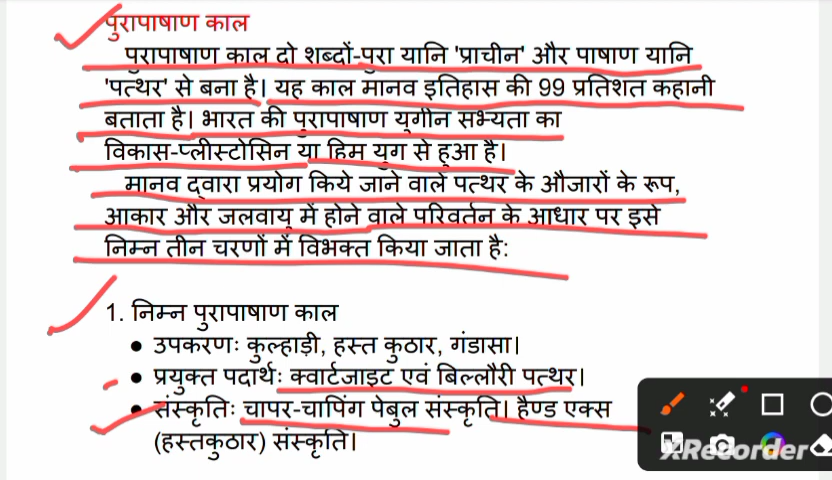 पुरापाषाण काल
पुरापाषाण काल दो शब्दों-पुरा यानि 'प्राचीन' और पाषाण यानि
'पत्थर' से बना है। यह काल मानव इतिहास की 99 प्रतिशत कहानी
बताता है। भारत की पुरापाषाण युगीन सभ्यता का
विकास-प्लीस्टोसिन या हिम युग से हुआ है।
मानव द्वारा प्रयोग किये जाने वाले पत्थर के औजारों के रूप,
आकार और जलवायु में होने वाले परिवर्तन के आधार पर इसे
निम्न तीन चरणों में विभक्त किया जाता है:
1. निम्न पुरापाषाण काल
● उपकरणः कुल्हाड़ी, हस्त कुठार, गंडासा।
● प्रयुक्त पदार्थः क्वार्टजाइट एवं बिल्लौरी पत्थर।
● संस्कृतिः चापर-चापिंग पेबुल संस्कृति। हैण्ड एक्स
(हस्तकुठार) संस्कृति।
XRecorder